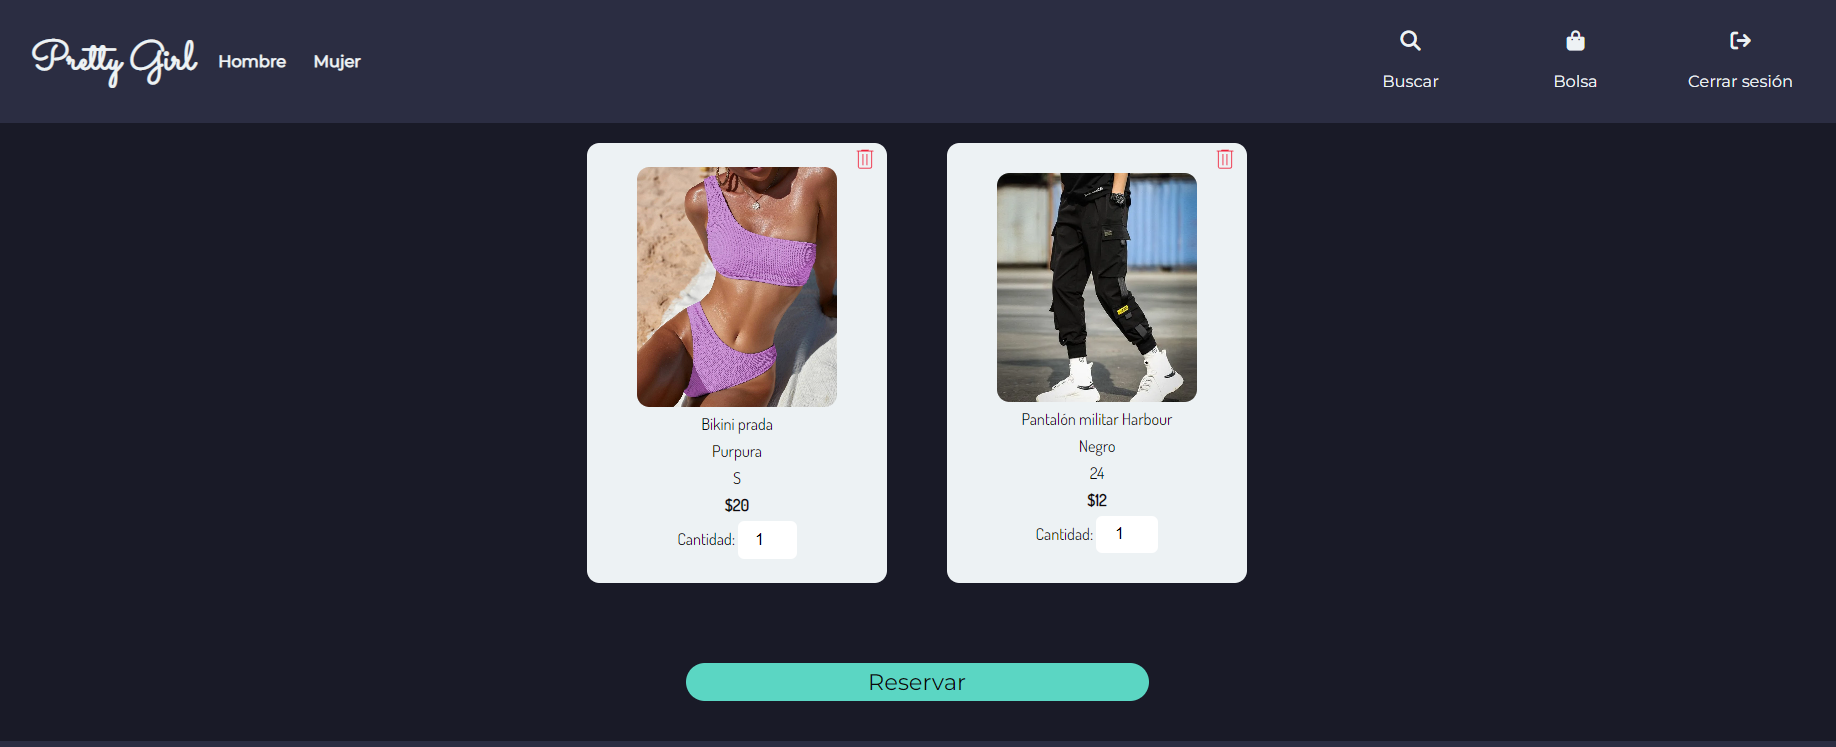 Pretty Girl Hombre Mujer
Buscar Bolsa Cerrar sesión
Bikini prada
Purpura
S
$20
Cantidad: 1
Pantalón militar Harbour
Negro
24
$12
Cantidad: 1
Reservar